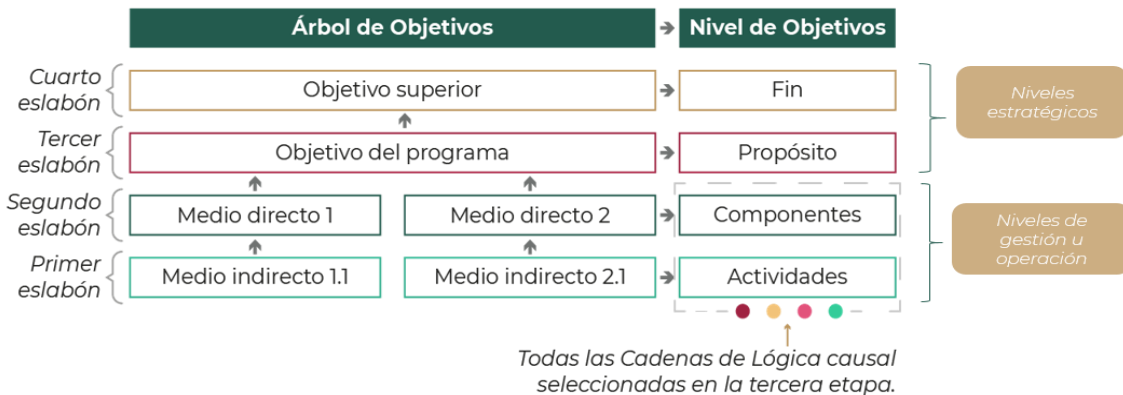 Árbol de Objetivos
Nivel de Objetivos
Cuarto
eslabón
Objetivo superior
Fin
Niveles
estratégicos
Tercer
eslabón
Objetivo del programa
Propósito
Segundo
eslabón
Medio directo 1
Medio directo 2
Componentes
Niveles de
gestión u
operación
Primer
eslabón
Medio indirecto 1.1
Medio indirecto 2.1
Actividades
Todas las Cadenas de Lógica causal
seleccionadas en la tercera etapa.